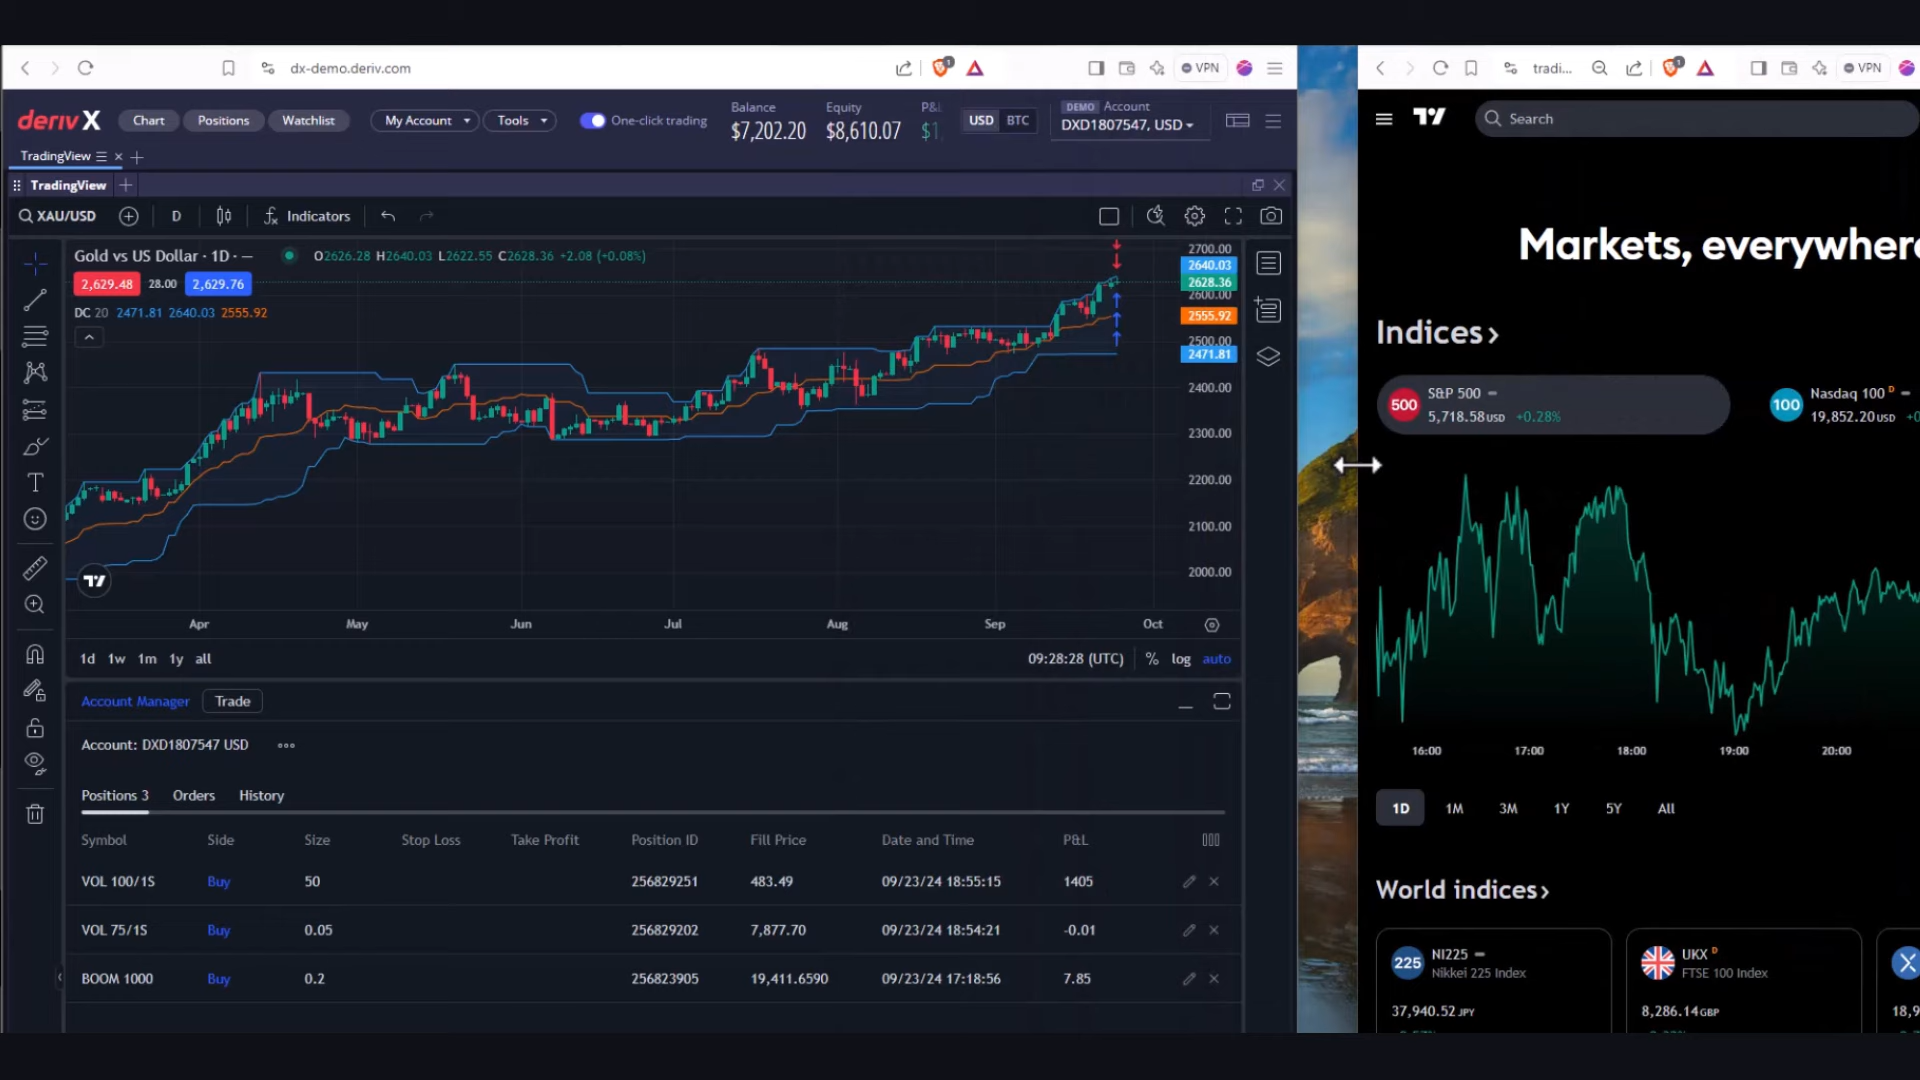 dx-demo.deriv.com
1
VPN
deriv X
Chart
Positions
Watchlist
My Account
Tools
One-click trading
Balance
$7,202.20
Equity
$8,610.07
P&L
$1,
USD
BTC
DEMO Account
DXD1807547, USD
TradingView
TradingView
XAU/USD
D
Indicators
Gold vs US Dollar · 1D · —
O2626.28 H2640.03 L2622.55 C2628.36 +2.08 (+0.08%)
2,629.48 28.00 2,629.76
DC 20 2471.81 2640.03 2555.92
2700.00
2640.03
2628.36
2600.00
2555.92
2500.00
2471.81
2400.00
2300.00
2200.00
2100.00
2000.00
Apr May Jun Jul Aug Sep Oct
1d 1w 1m 1y all
09:28:28 (UTC) % log auto
Account Manager Trade
Account: DXD1807547 USD
Positions 3 Orders History
Symbol Side Size Stop Loss Take Profit Position ID Fill Price Date and Time P&L
VOL 100/1S Buy 50 256829251 483.49 09/23/24 18:55:15 1405
VOL 75/1S Buy 0.05 256829202 7,877.70 09/23/24 18:54:21 -0.01
BOOM 1000 Buy 0.2 256823905 19,411.6590 09/23/24 17:18:56 7.85
tradi...
1
VPN
Search
Markets, everywhere
Indices
500
S&P 500
5,718.58 USD +0.28%
100
Nasdaq 100 D
19,852.20 USD +0
16:00 17:00 18:00 19:00 20:00
1D 1M 3M 1Y 5Y All
World indices
225
NI225
Nikkei 225 Index
37,940.52 JPY
UKX D
FTSE 100 Index
8,286.14 GBP
18,9